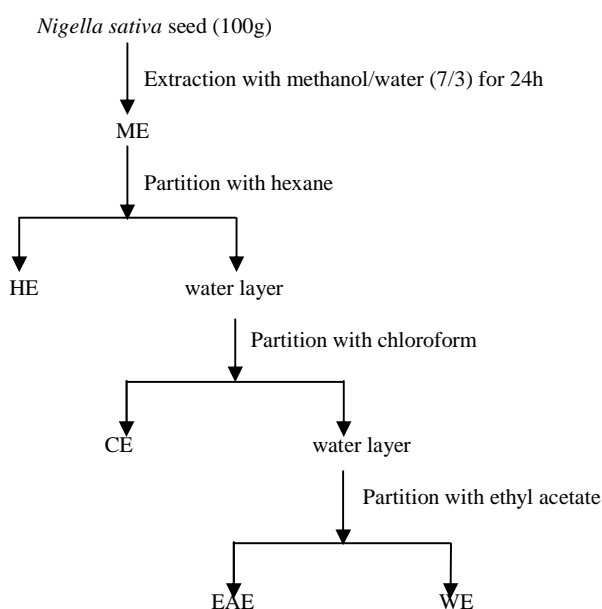 Nigella sativa seed (100g)
Extraction with methanol/water (7/3) for 24h
ME
Partition with hexane
HE
water layer
Partition with chloroform
CE
water layer
Partition with ethyl acetate
EAE
WE